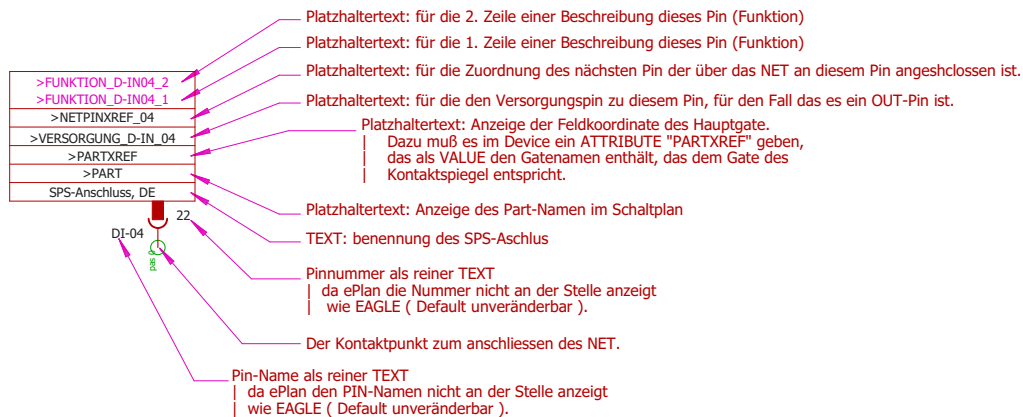 Platzhaltertext: für die 2. Zeile einer Beschreibung dieses Pin (Funktion)
Platzhaltertext: für die 1. Zeile einer Beschreibung dieses Pin (Funktion)
Platzhaltertext: für die Zuordnung des nächsten Pin der über das NET an diesem Pin angeshclossen ist.
Platzhaltertext: für die den Versorgungspin zu diesem Pin, für den Fall das es ein OUT-Pin ist.
Platzhaltertext: Anzeige der Feldkoordinate des Hauptgate.
| Dazu muß es im Device ein ATTRIBUTE "PARTXREF" geben,
| das als VALUE den Gatenamen enthält, das dem Gate des
| Kontaktspiegel entspricht.
>FUNKTION_D-IN04_2
>FUNKTION_D-IN04_1
>NETPINXREF_04
>VERSORGUNG_D-IN_04
>PARTXREF
>PART
SPS-Anschluss, DE
22
DI-04
pas 0
Platzhaltertext: Anzeige des Part-Namen im Schaltplan
TEXT: benennung des SPS-Aschlus
Pinnummer als reiner TEXT
| da ePlan die Nummer nicht an der Stelle anzeigt
| wie EAGLE ( Default unveränderbar ).
Der Kontaktpunkt zum anschliessen des NET.
Pin-Name als reiner TEXT
| da ePlan den PIN-Namen nicht an der Stelle anzeigt
| wie EAGLE ( Default unveränderbar ).